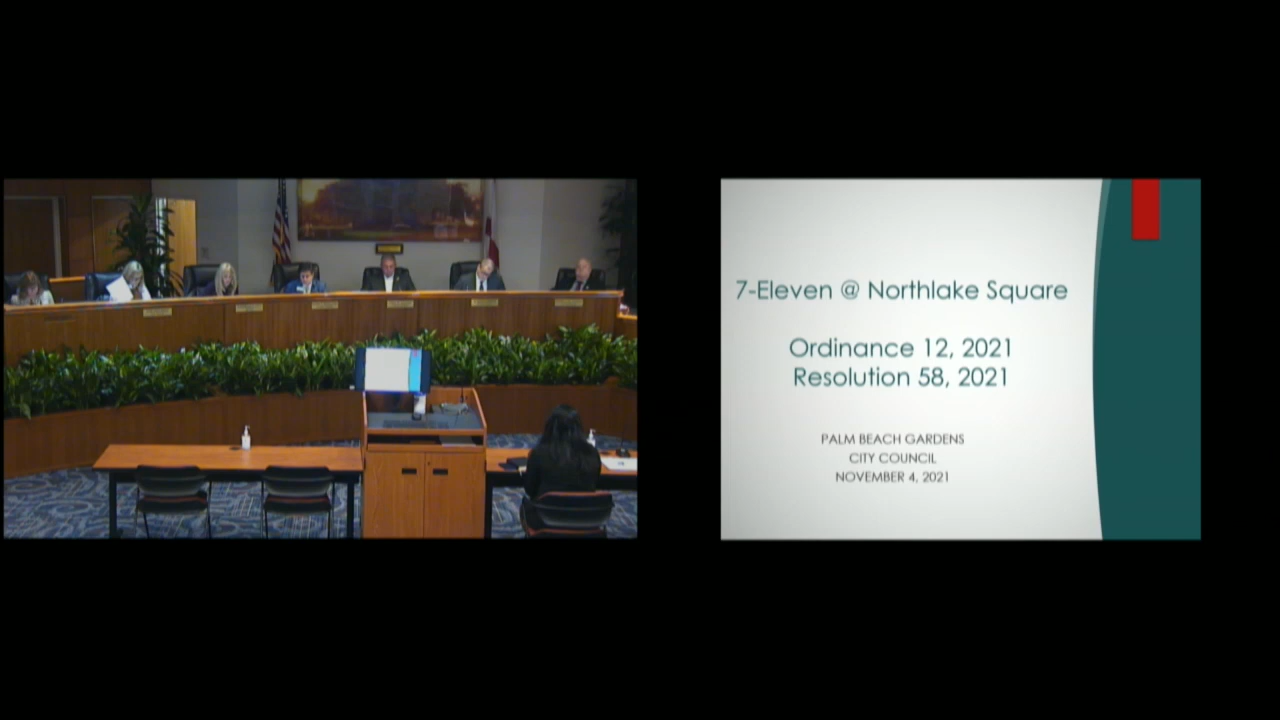 7-Eleven @ Northlake Square
Ordinance 12, 2021
Resolution 58, 2021
PALM BEACH GARDENS
CITY COUNCIL
NOVEMBER 4, 2021